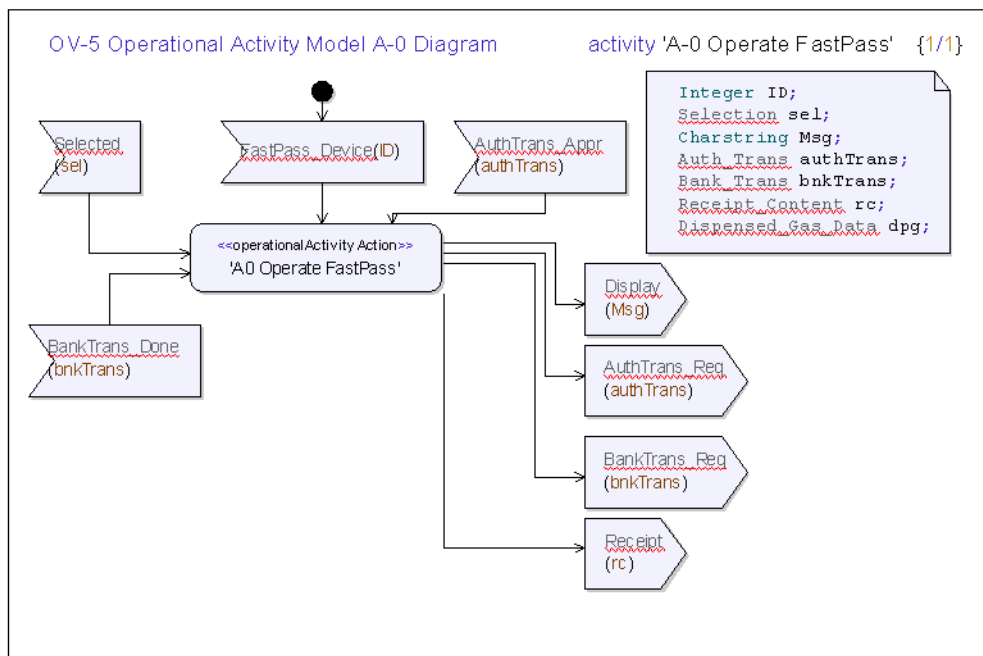 OV-5 Operational Activity Model A-0 Diagram
activity 'A-0 Operate FastPass' {1/1}
Integer ID;
Selection sel;
Charstring Msg;
Auth_Trans authTrans;
Bank_Trans bnkTrans;
Receipt_Content rc;
Dispensed_Gas_Data dpg;
Selected
(sel)
FastPass_Device(ID)
AuthTrans_Appr
(authTrans)
<<operationalActivity Action>>
'A0 Operate FastPass'
BankTrans_Done
(bnkTrans)
Display
(Msg)
AuthTrans_Req
(authTrans)
BankTrans_Req
(bnkTrans)
Receipt
(rc)